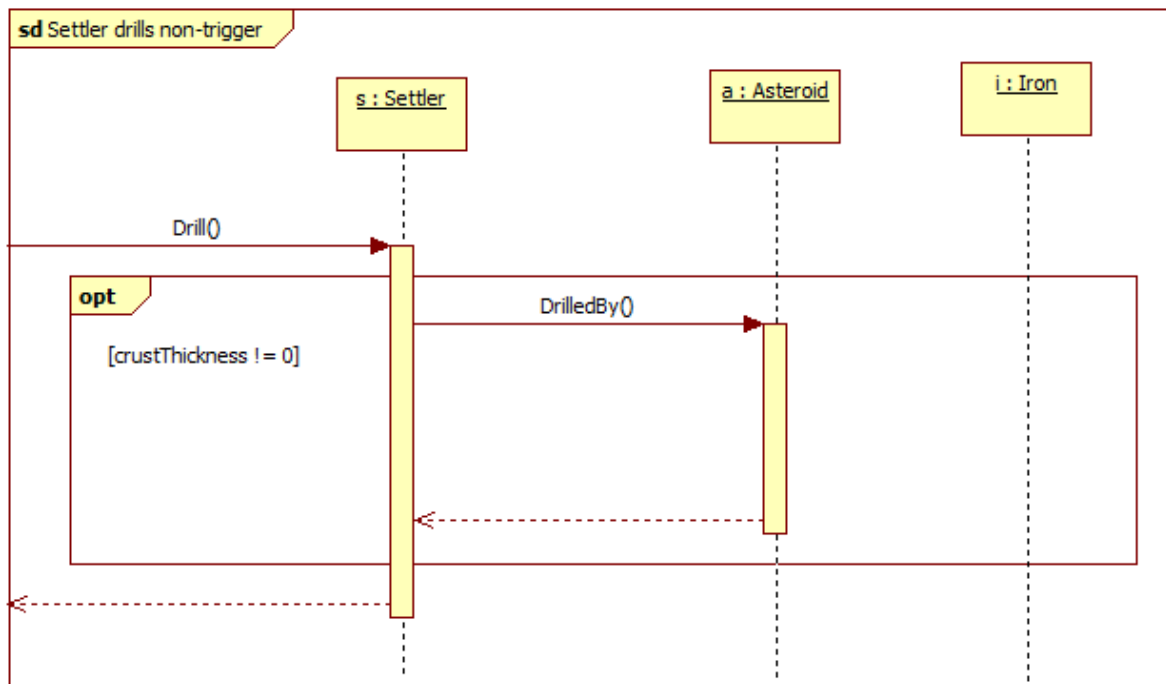 sd Settler drills non-trigger
s : Settler
a : Asteroid
i : Iron
Drill()
opt
DrilledBy()
[crustThickness != 0]